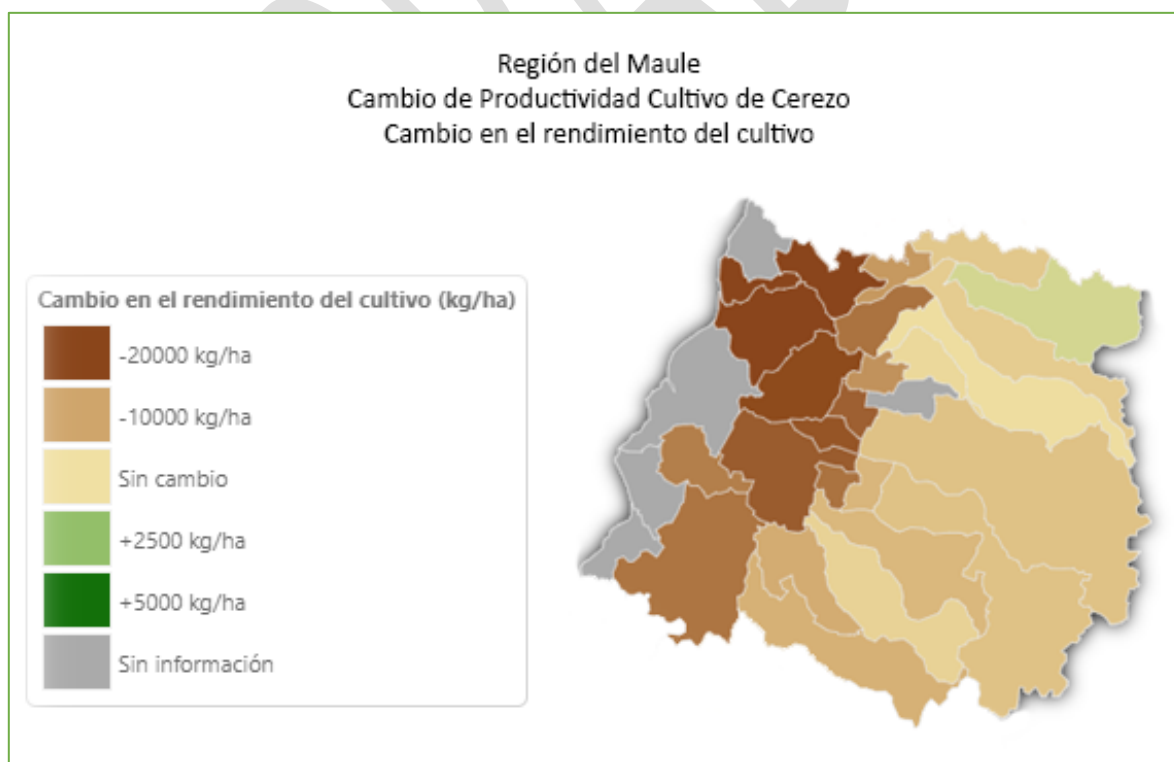 Región del Maule
Cambio de Productividad Cultivo de Cerezo
Cambio en el rendimiento del cultivo
Cambio en el rendimiento del cultivo (kg/ha)
-20000 kg/ha
-10000 kg/ha
Sin cambio
+2500 kg/ha
+5000 kg/ha
Sin información